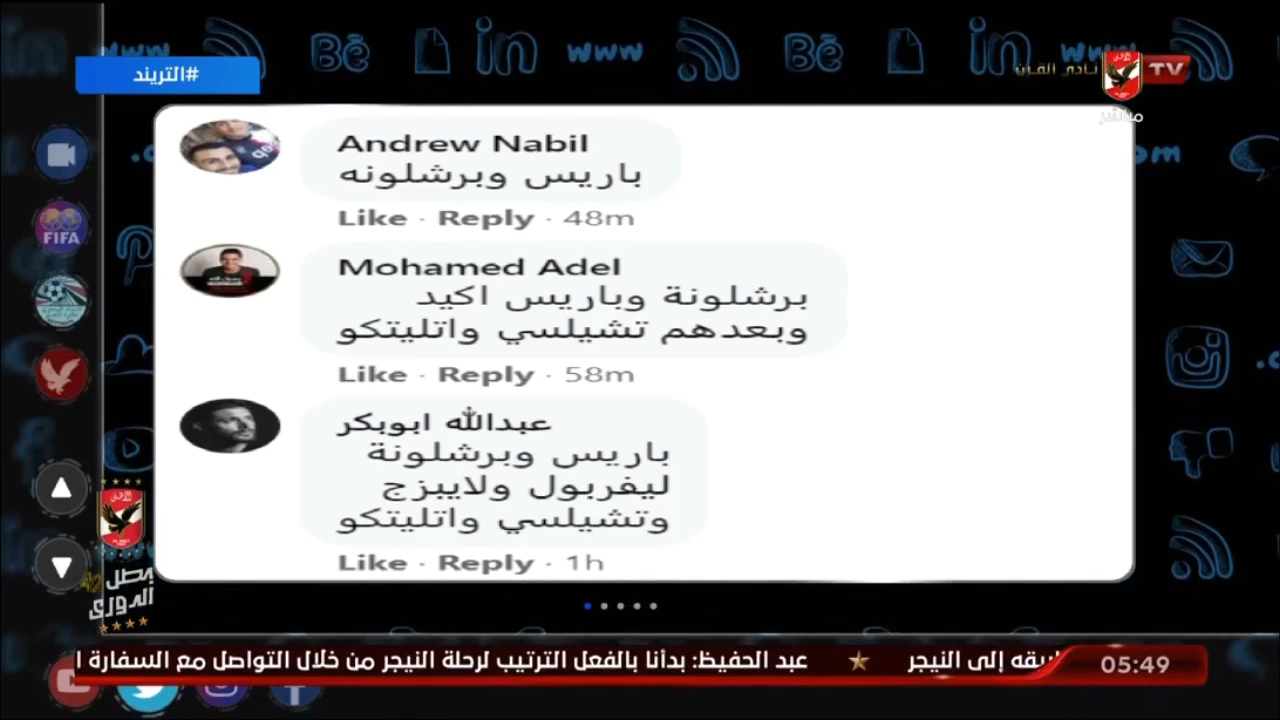 #التريند
نادي القرن
TV
مباشر
Andrew Nabil
باريس وبرشلونه
Like · Reply · 48m
FIFA
Mohamed Adel
برشلونة وباريس اكيد
وبعدهم تشيلسي واتليتكو
Like · Reply · 58m
عبدالله ابوبكر
باريس وبرشلونة
ليفربول ولايبزج
وتشيلسي واتليتكو
Like · Reply · 1h
بطل
الدورى
إلى النيجر ★ عبد الحفيظ: بدأنا بالفعل الترتيب لرحلة النيجر من خلال التواصل مع السفارة
05:49